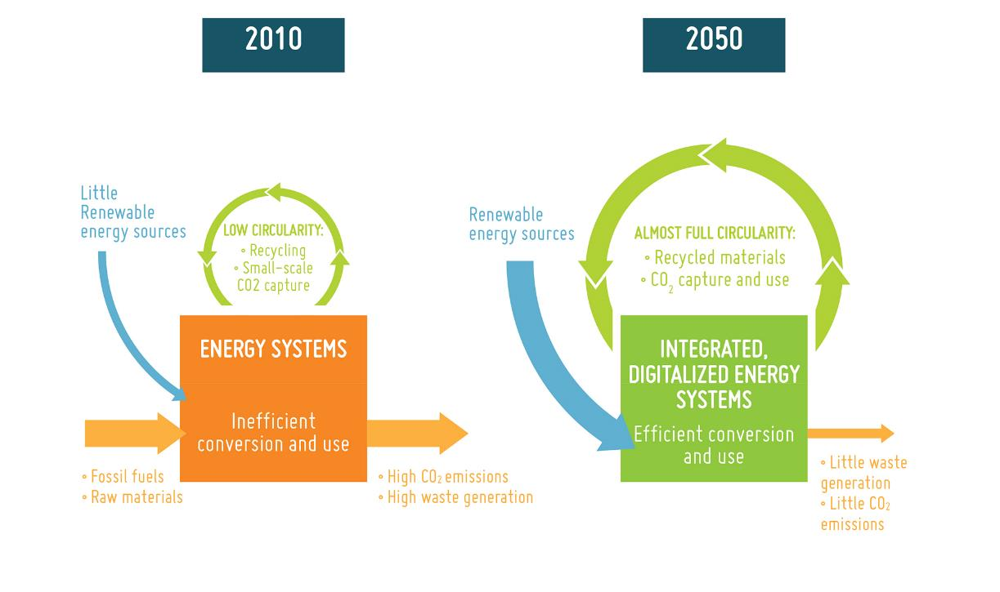 2010
2050
Little
Renewable
energy sources
LOW CIRCULARITY:
◦ Recycling
◦ Small-scale
CO2 capture
ENERGY SYSTEMS
Inefficient
conversion and use
◦ Fossil fuels
◦ Raw materials
◦ High CO₂ emissions
◦ High waste generation
Renewable
energy sources
ALMOST FULL CIRCULARITY:
◦ Recycled materials
◦ CO₂ capture and use
INTEGRATED,
DIGITALIZED ENERGY
SYSTEMS
Efficient conversion
and use
◦ Little waste
generation
◦ Little CO₂
emissions